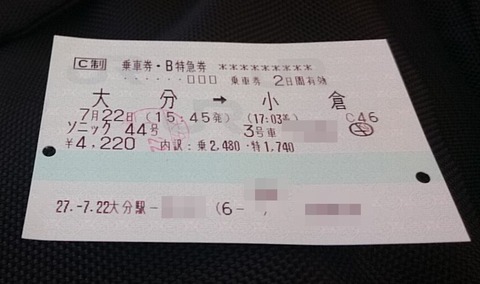 C制 乗車券・B特急券 ＊＊＊＊＊＊＊＊＊
・・・・・・□□□ 乗車券 2日間有効
大分 → 小倉
7月22日 (15.45発) (17:03着) C46
ソニック 44号 3号車
￥4,220 内訳:乗2,480・特1,740
27.-7.22大分駅- (6-